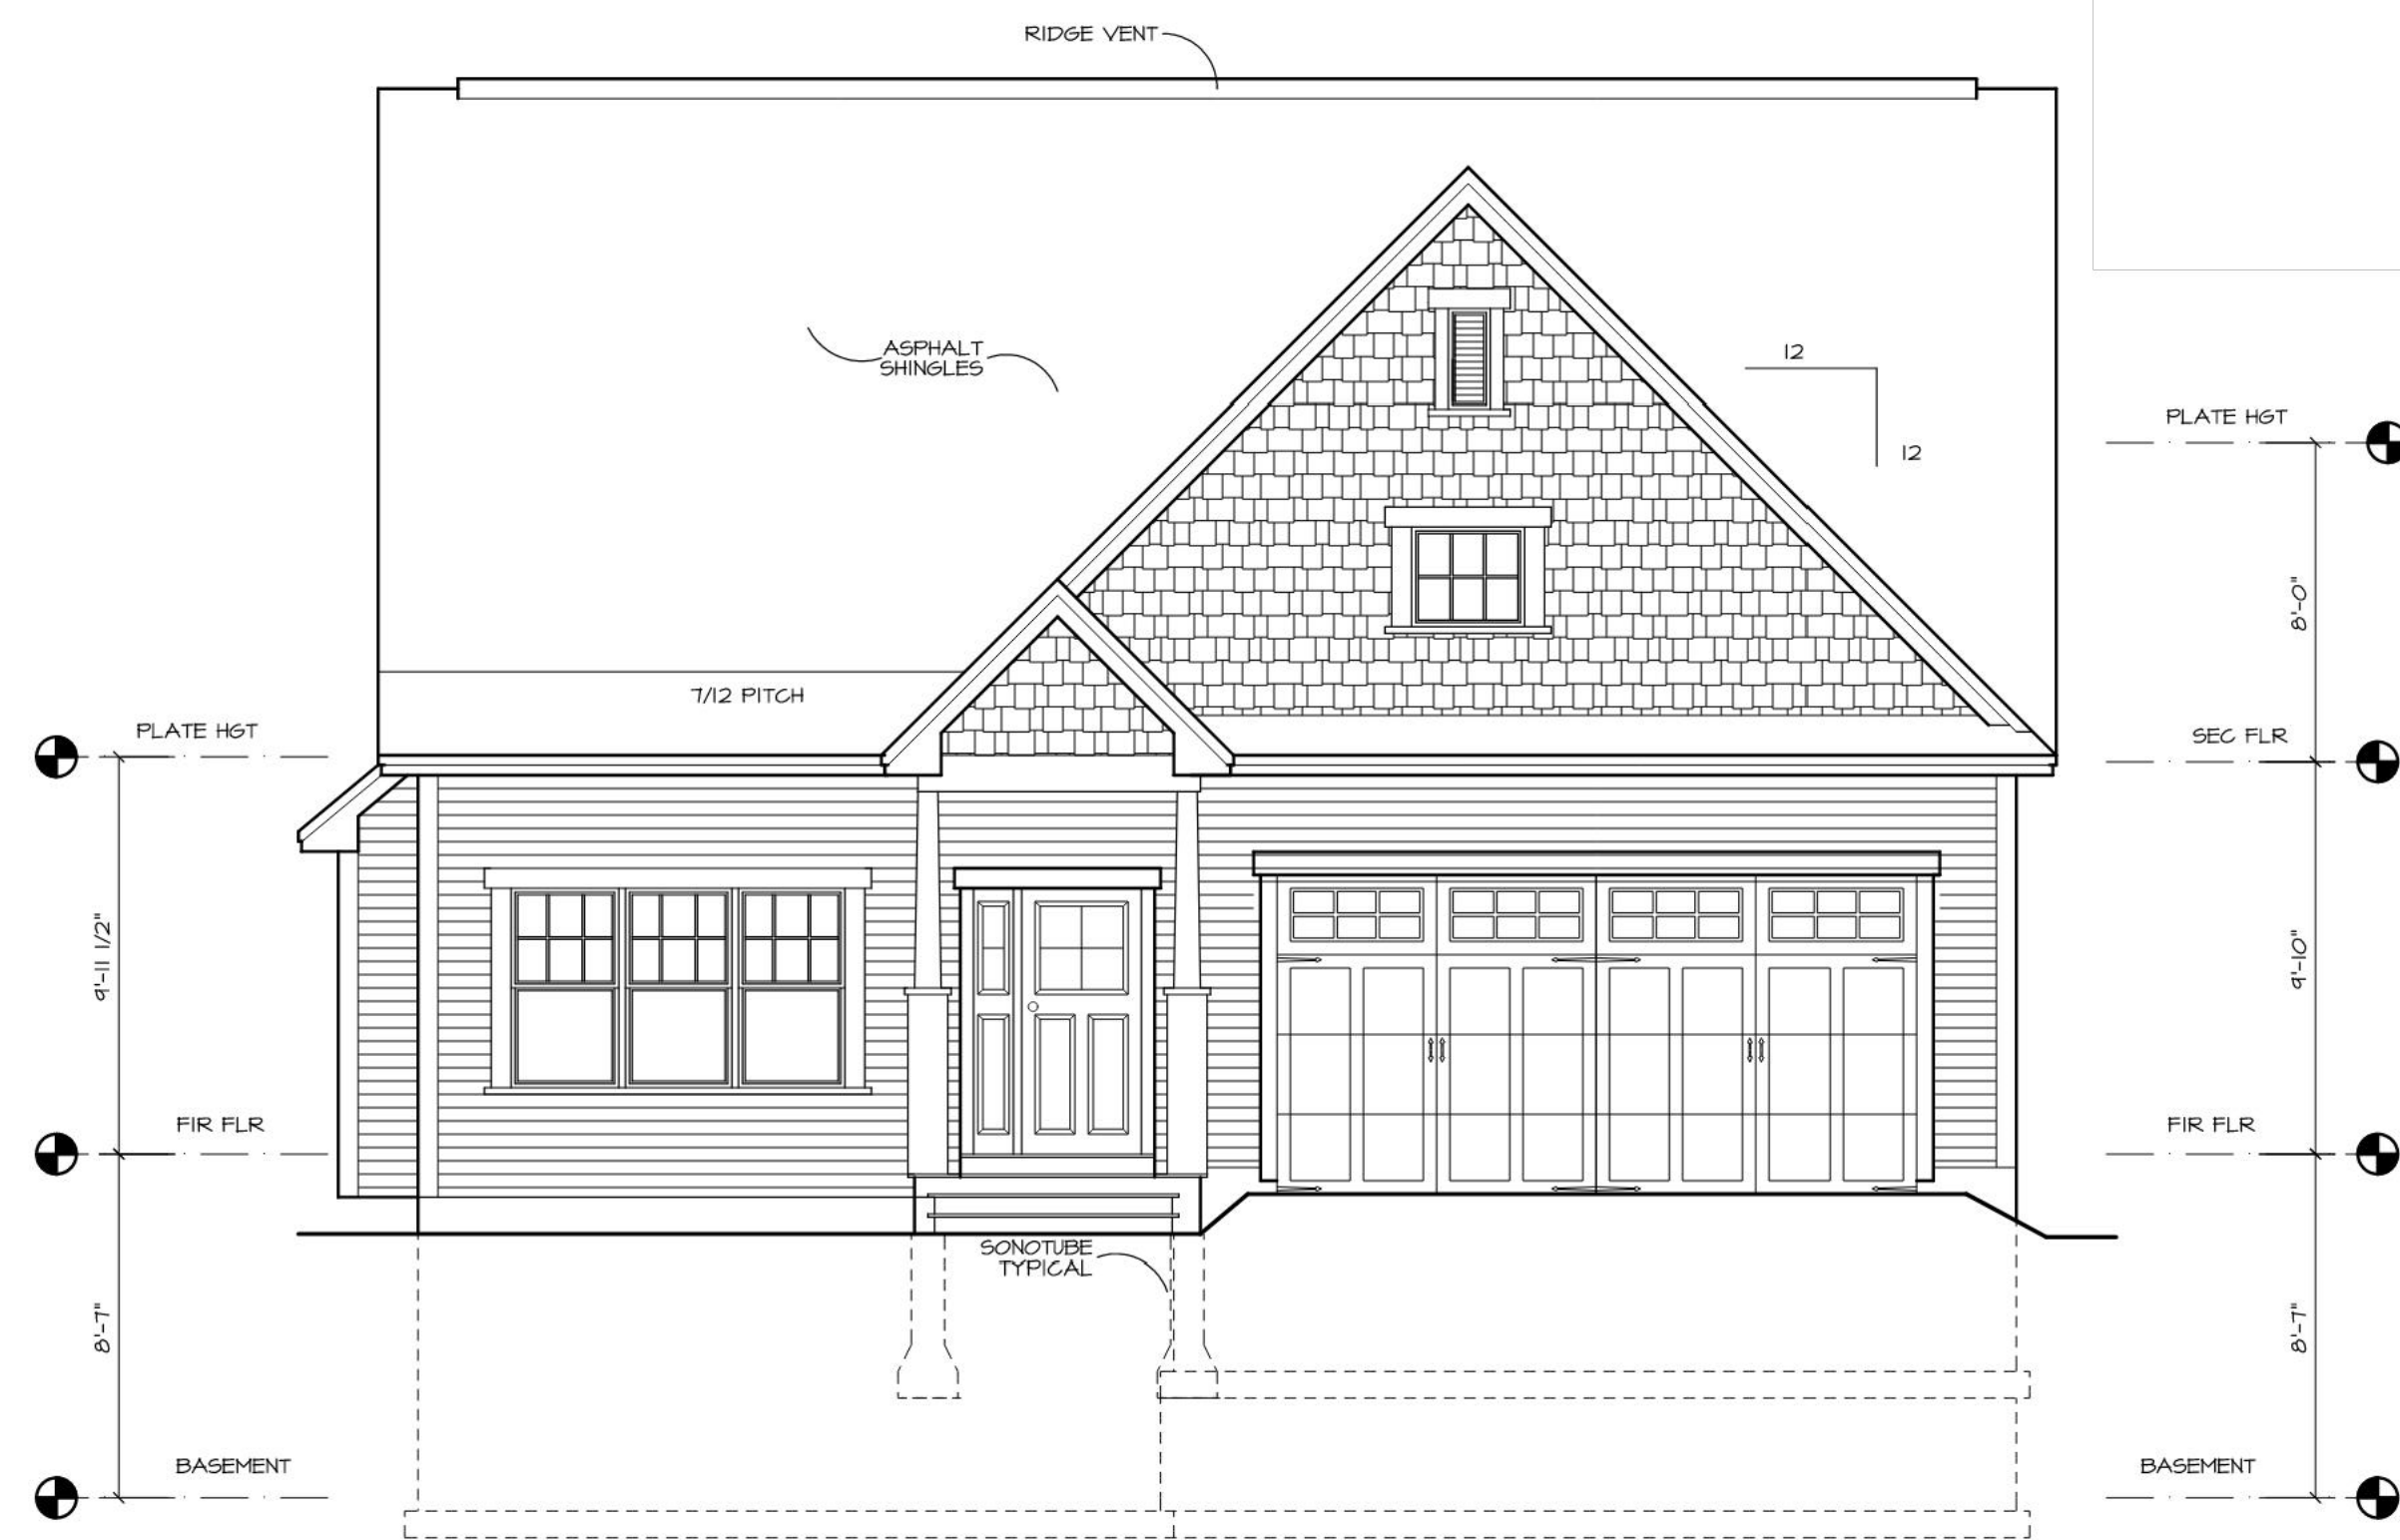 RIDGE VENT
ASPHALT
SHINGLES
12
12
PLATE HGT
8'-0"
7/12 PITCH
PLATE HGT
SEC FLR
9'-11 1/2"
9'-10"
FIR FLR
FIR FLR
SONOTUBE
TYPICAL
8'-7"
8'-7"
BASEMENT
BASEMENT